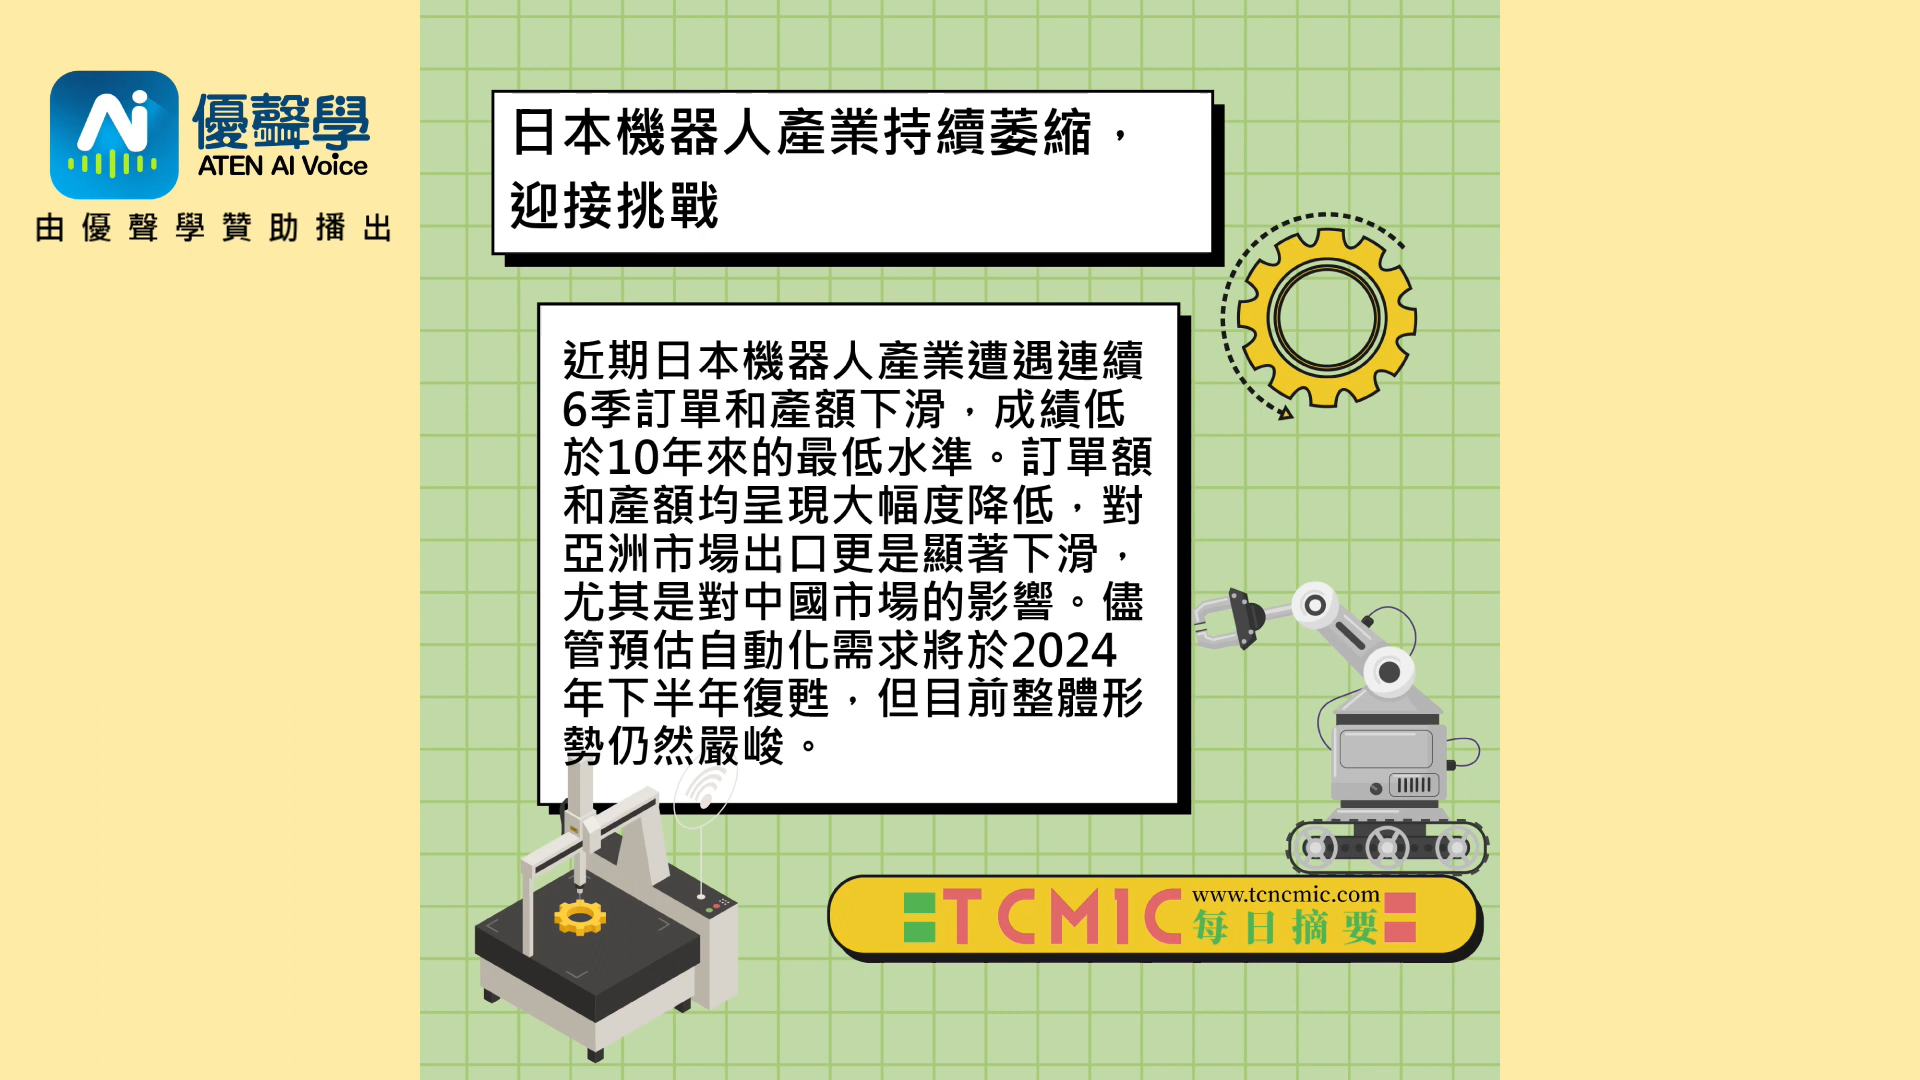 優聲學
ATEN AI Voice
由優聲學贊助播出
日本機器人產業持續萎縮，
迎接挑戰
近期日本機器人產業遭遇連續
6季訂單和產額下滑，成績低
於10年來的最低水準。訂單額
和產額均呈現大幅度降低，對
亞洲市場出口更是顯著下滑，
尤其是對中國市場的影響。儘
管預估自動化需求將於2024
年下半年復甦，但目前整體形
勢仍然嚴峻。
TCMIC
www.tcncmic.com
每日摘要